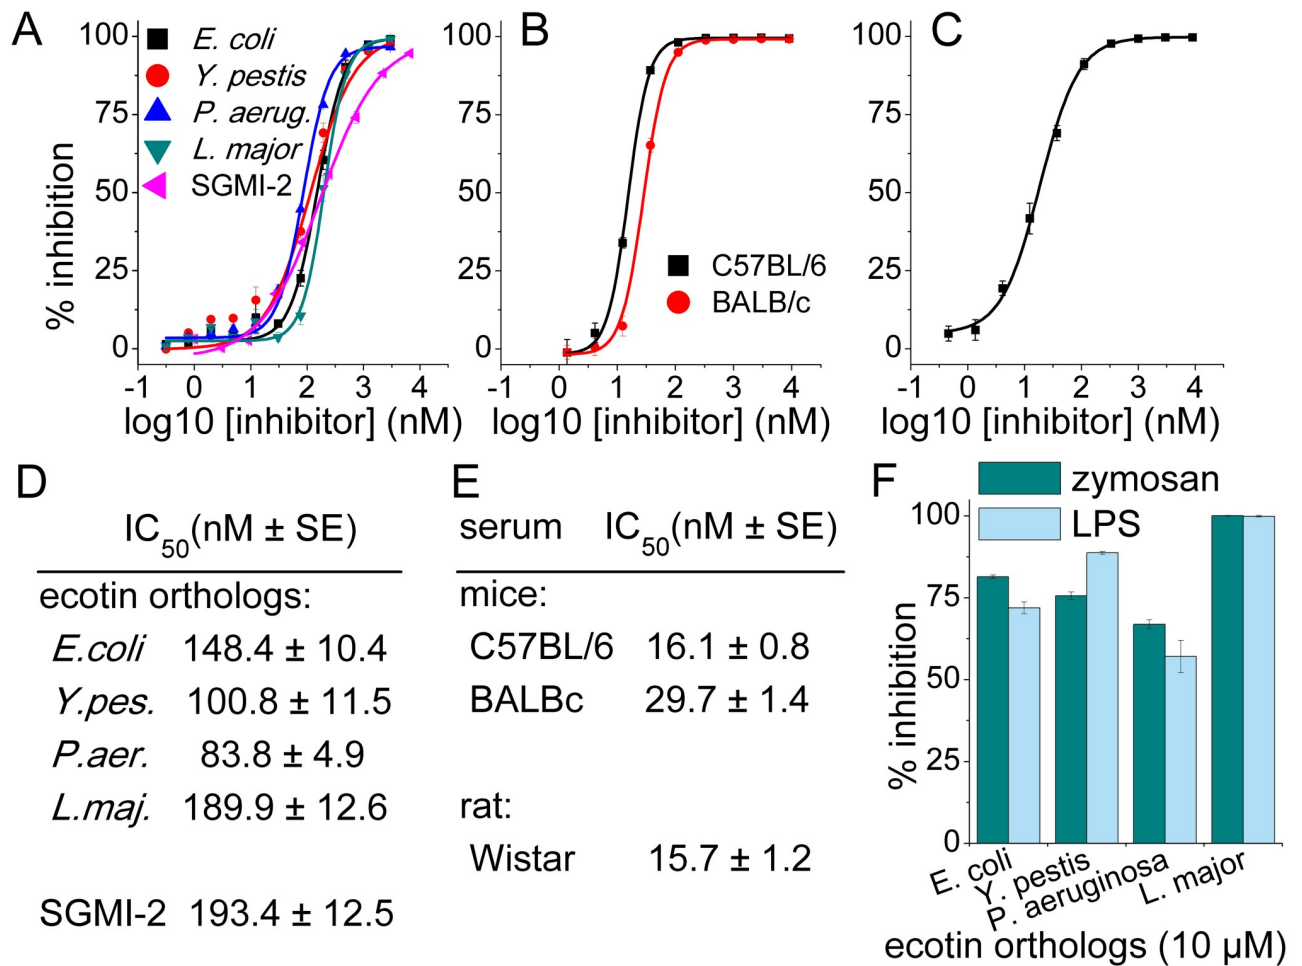 A
100
75
50
25
0
% inhibition
-1 0 1 2 3 4
log10 [inhibitor] (nM)
E. coli
Y. pestis
P. aerug.
L. major
SGMI-2
B
100
75
50
25
0
-1 0 1 2 3 4
log10 [inhibitor] (nM)
C57BL/6
BALB/c
C
100
75
50
25
0
-1 0 1 2 3 4
log10 [inhibitor] (nM)
D
IC50(nM ± SE)
ecotin orthologs:
E.coli 148.4 ± 10.4
Y.pes. 100.8 ± 11.5
P.aer. 83.8 ± 4.9
L.maj. 189.9 ± 12.6
SGMI-2 193.4 ± 12.5
E
serum IC50(nM ± SE)
mice:
C57BL/6 16.1 ± 0.8
BALBc 29.7 ± 1.4
rat:
Wistar 15.7 ± 1.2
F
zymosan
LPS
100
75
50
25
0
% inhibition
E. coli
Y. pestis
P. aeruginosa
L. major
ecotin orthologs (10 µM)